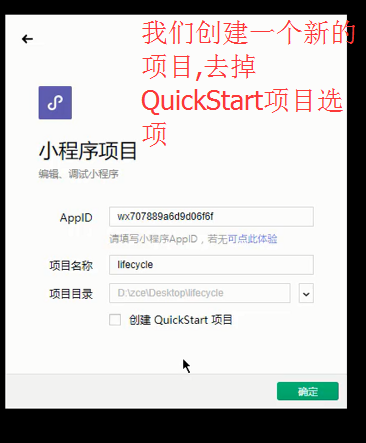 我们创建一个新的
项目,去掉
QuickStart项目选
项
小程序项目
编辑、调试小程序
AppID wx707889a6d9d06f6f
请填写小程序AppID，若无可点此体验
项目名称 lifecycle
项目目录 D:\zce\Desktop\lifecycle
创建 QuickStart 项目
确定